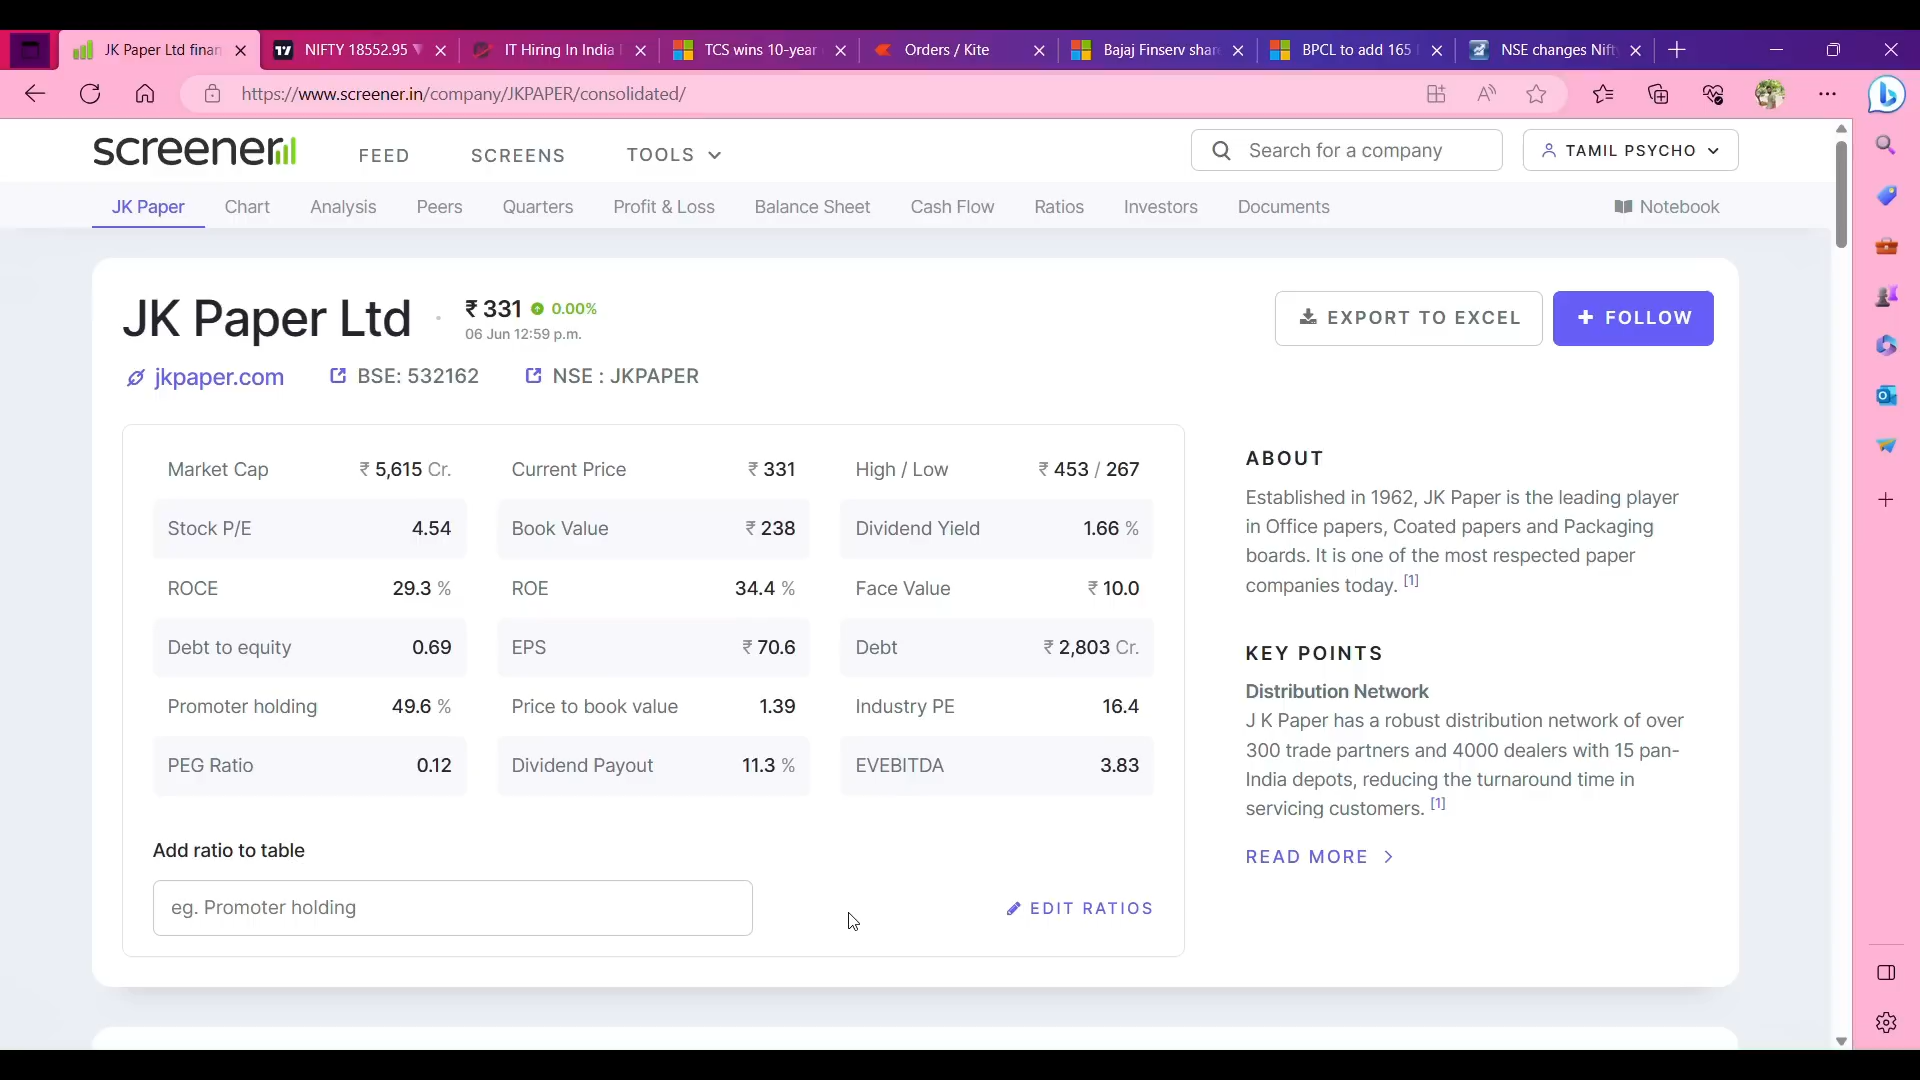 JK Paper Ltd finan
NIFTY 18552.95
IT Hiring In India
TCS wins 10-year
Orders / Kite
Bajaj Finserv shar
BPCL to add 165
NSE changes Nift
https://www.screener.in/company/JKPAPER/consolidated/
screener
FEED
SCREENS
TOOLS
Search for a company
TAMIL PSYCHO
JK Paper
Chart
Analysis
Peers
Quarters
Profit & Loss
Balance Sheet
Cash Flow
Ratios
Investors
Documents
Notebook
JK Paper Ltd
₹ 331 0.00%
06 Jun 12:59 p.m.
EXPORT TO EXCEL
FOLLOW
jkpaper.com
BSE: 532162
NSE : JKPAPER
Market Cap ₹ 5,615 Cr.
Current Price ₹ 331
High / Low ₹ 453 / 267
Stock P/E 4.54
Book Value ₹ 238
Dividend Yield 1.66 %
ROCE 29.3 %
ROE 34.4 %
Face Value ₹ 10.0
Debt to equity 0.69
EPS ₹ 70.6
Debt ₹ 2,803 Cr.
Promoter holding 49.6 %
Price to book value 1.39
Industry PE 16.4
PEG Ratio 0.12
Dividend Payout 11.3 %
EVEBITDA 3.83
Add ratio to table
eg. Promoter holding
EDIT RATIOS
ABOUT
Established in 1962, JK Paper is the leading player
in Office papers, Coated papers and Packaging
boards. It is one of the most respected paper
companies today. [1]
KEY POINTS
Distribution Network
J K Paper has a robust distribution network of over
300 trade partners and 4000 dealers with 15 pan-
India depots, reducing the turnaround time in
servicing customers. [1]
READ MORE